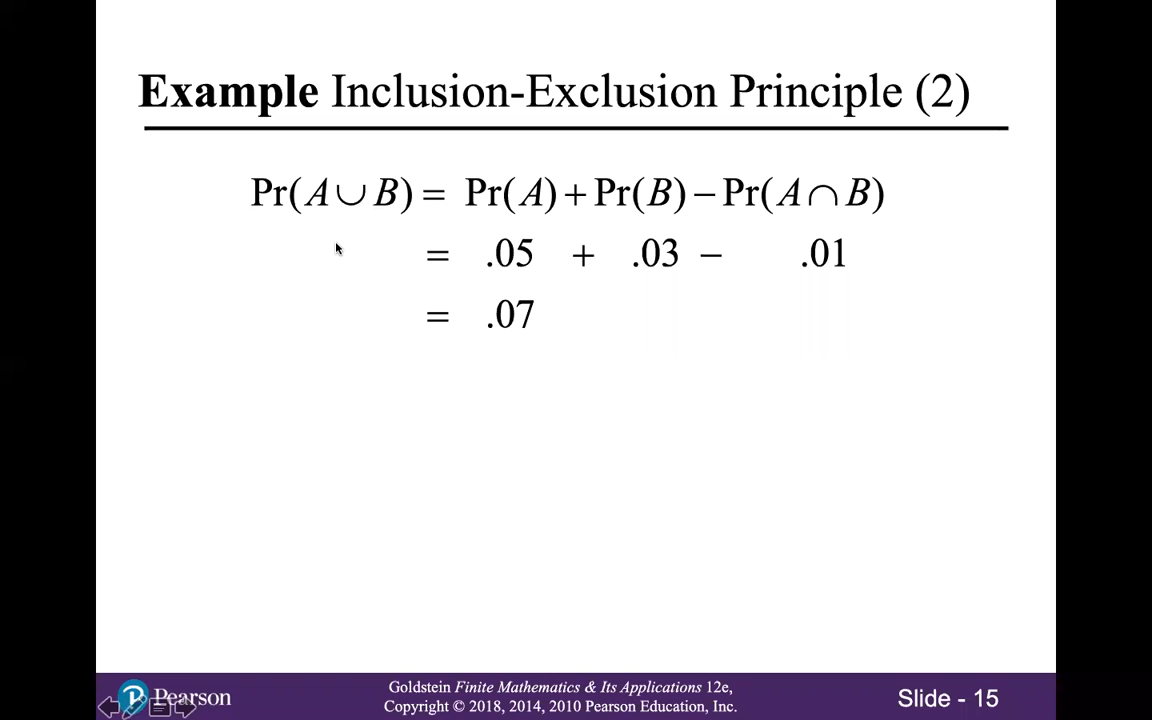 Example Inclusion-Exclusion Principle (2)
Pr(A ∪ B) = Pr(A) + Pr(B) − Pr(A ∩ B)
= .05 + .03 − .01
= .07
Pearson
Goldstein Finite Mathematics & Its Applications 12e,
Copyright © 2018, 2014, 2010 Pearson Education, Inc.
Slide - 15